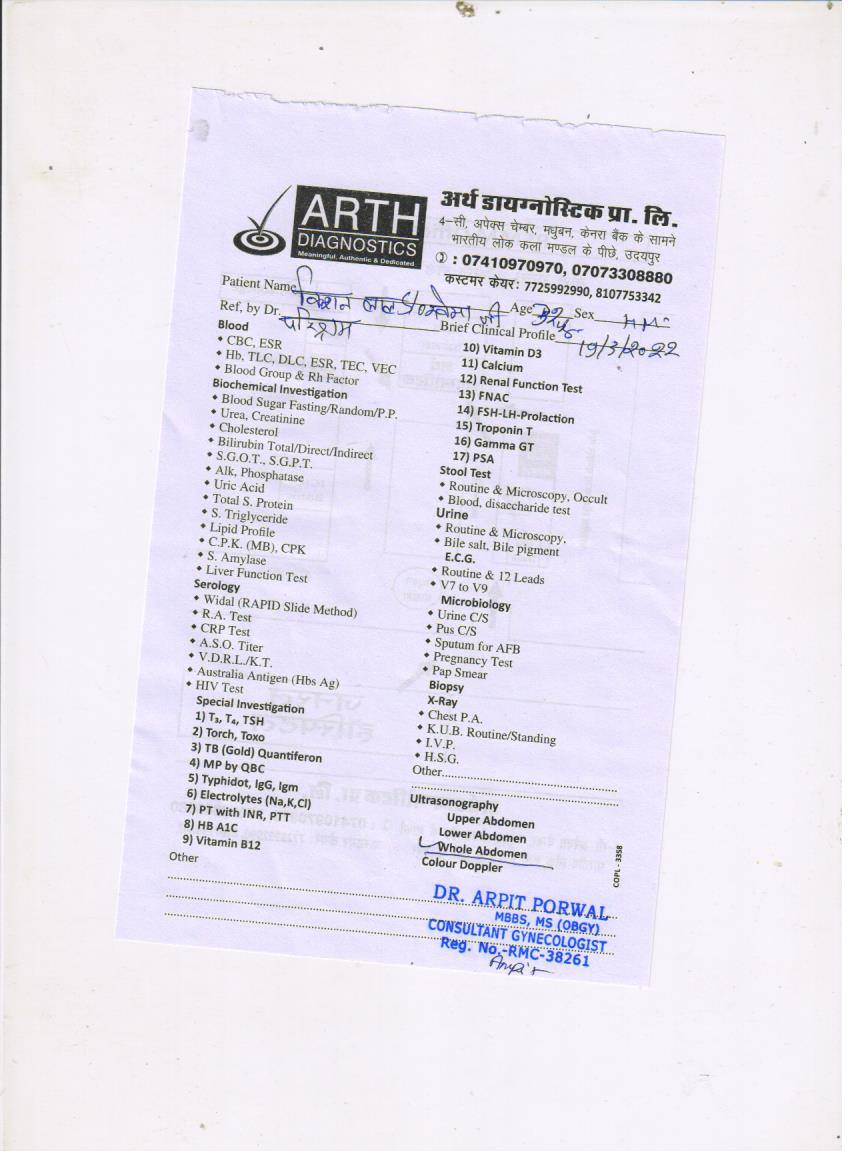 ARTH
DIAGNOSTICS
Meaningful, Authentic & Dedicated
अर्थ डायग्नोस्टिक प्रा. लि.
4–सी, अपेक्स चेम्बर, मधुबन, केनरा बैंक के सामने
भारतीय लोक कला मण्डल के पीछे, उदयपुर
: 07410970970, 07073308880
कस्टमर केयर: 7725992990, 8107753342
Patient Name किशन लाल Age Sex
Ref, by Dr. Brief Clinical Profile 19/3/2022
Blood
CBC, ESR
Hb, TLC, DLC, ESR, TEC, VEC
Blood Group & Rh Factor
Biochemical Investigation
Blood Sugar Fasting/Random/P.P.
Urea, Creatinine
Cholesterol
Bilirubin Total/Direct/Indirect
S.G.O.T., S.G.P.T.
Alk, Phosphatase
Uric Acid
Total S. Protein
S. Triglyceride
Lipid Profile
C.P.K. (MB), CPK
S. Amylase
Liver Function Test
Serology
Widal (RAPID Slide Method)
R.A. Test
CRP Test
A.S.O. Titer
V.D.R.L./K.T.
Australia Antigen (Hbs Ag)
HIV Test
Special Investigation
1) T₃, T₄, TSH
2) Torch, Toxo
3) TB (Gold) Quantiferon
4) MP by QBC
5) Typhidot, IgG, Igm
6) Electrolytes (Na,K,Cl)
7) PT with INR, PTT
8) HB A1C
9) Vitamin B12
Other
10) Vitamin D3
11) Calcium
12) Renal Function Test
13) FNAC
14) FSH-LH-Prolaction
15) Troponin T
16) Gamma GT
17) PSA
Stool Test
Routine & Microscopy, Occult
Blood, disaccharide test
Urine
Routine & Microscopy,
Bile salt, Bile pigment
E.C.G.
Routine & 12 Leads
V7 to V9
Microbiology
Urine C/S
Pus C/S
Sputum for AFB
Pregnancy Test
Pap Smear
Biopsy
X-Ray
Chest P.A.
K.U.B. Routine/Standing
I.V.P.
H.S.G.
Other
Ultrasonography
Upper Abdomen
Lower Abdomen
Whole Abdomen
Colour Doppler
COPL - 3358
DR. ARPIT PORWAL
MBBS, MS (OBGY)
CONSULTANT GYNECOLOGIST
Reg. No.-RMC-38261
Arpit